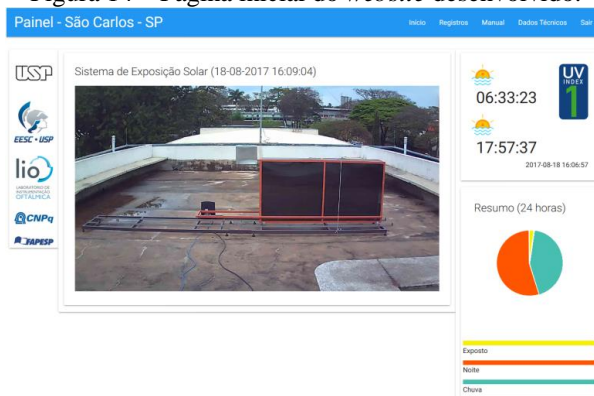 Figura 14 – Página inicial do website desenvolvido.
Painel - São Carlos - SP
Início Registros Manual Dados Técnicos Sair
USP
EESC • USP
lio
LABORATÓRIO DE
INSTRUMENTAÇÃO
OFTÁLMICA
CNPq
FAPESP
Sistema de Exposição Solar (18-08-2017 16:09:04)
06:33:23
17:57:37
UV
INDEX
1
2017-08-18 16:06:57
Resumo (24 horas)
Exposto
Noite
Chuva